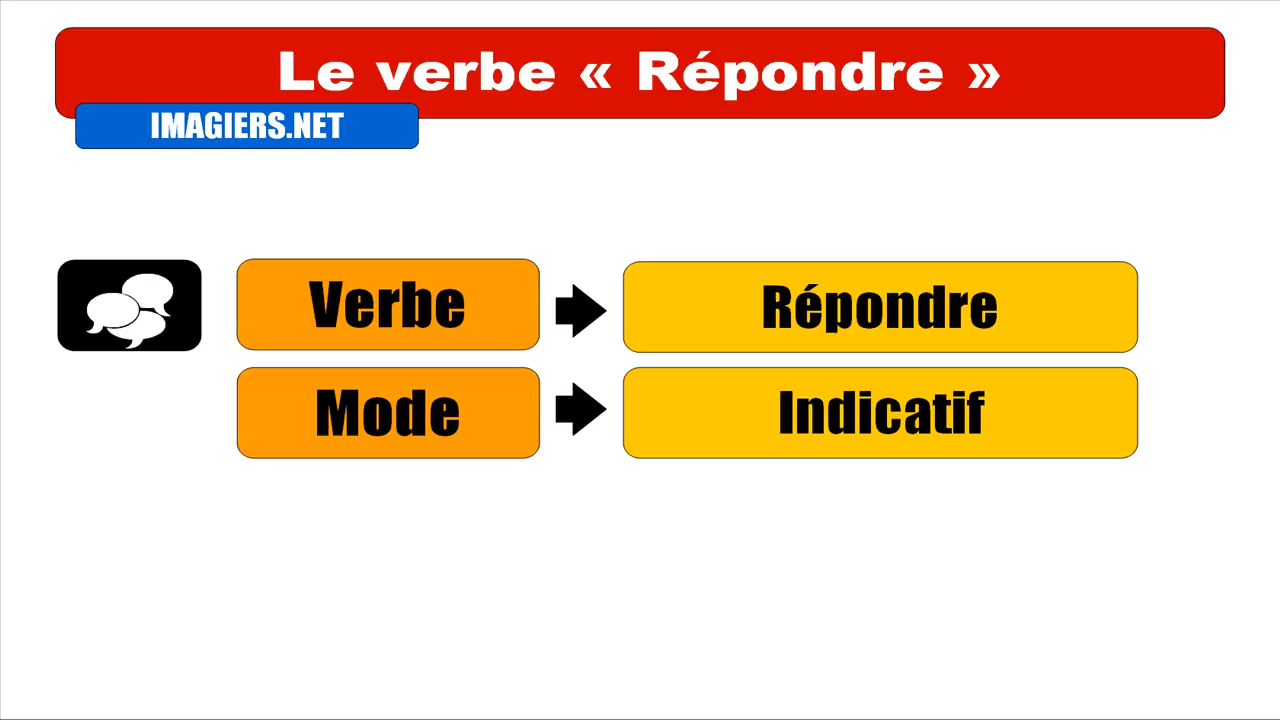 Le verbe « Répondre »
IMAGIERS.NET
Verbe Répondre
Mode Indicatif